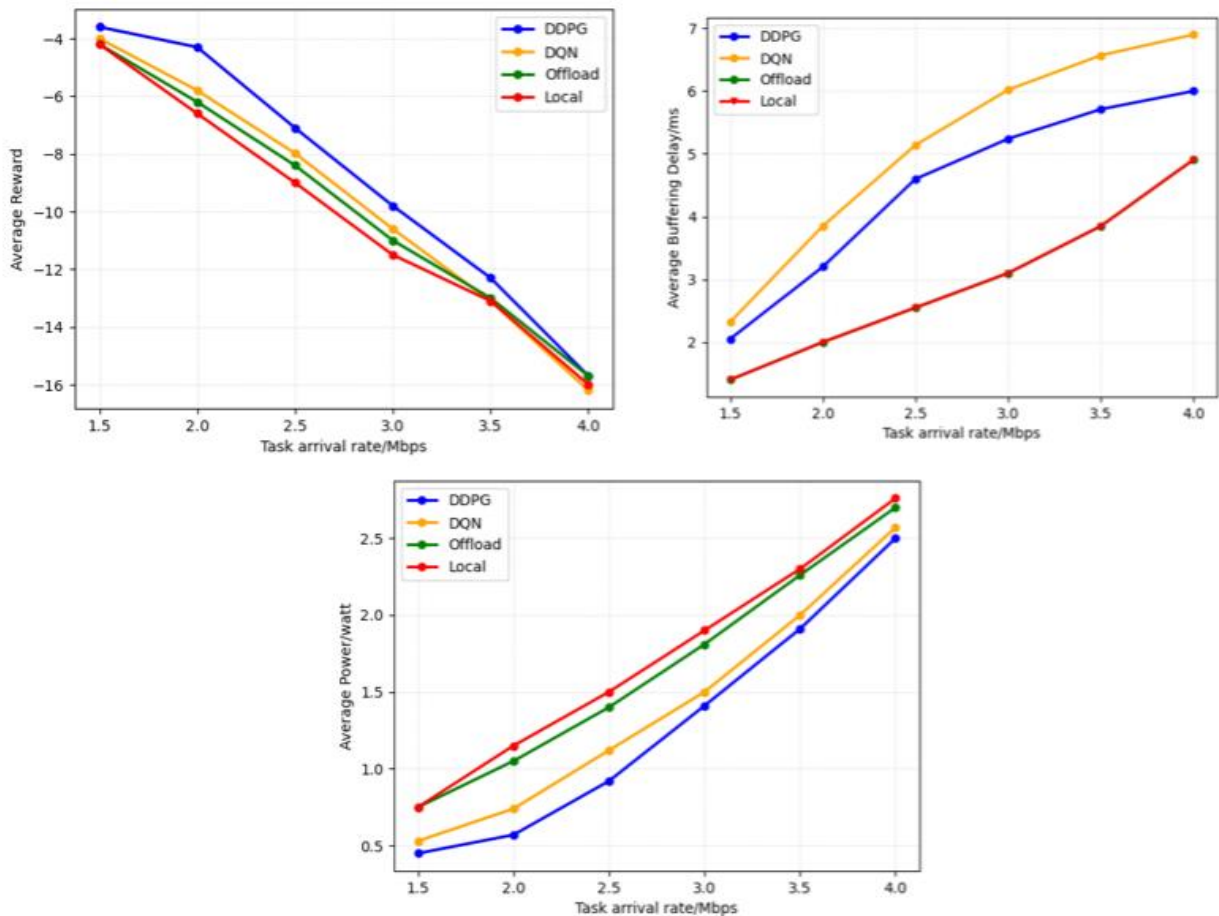 −4
−6
−8
−10
−12
−14
−16
Average Reward
DDPG
DQN
Offload
Local
1.5 2.0 2.5 3.0 3.5 4.0
Task arrival rate/Mbps
7
6
5
4
3
2
Average Buffering Delay/ms
DDPG
DQN
Offload
Local
1.5 2.0 2.5 3.0 3.5 4.0
Task arrival rate/Mbps
2.5
2.0
1.5
1.0
0.5
Average Power/watt
DDPG
DQN
Offload
Local
1.5 2.0 2.5 3.0 3.5 4.0
Task arrival rate/Mbps